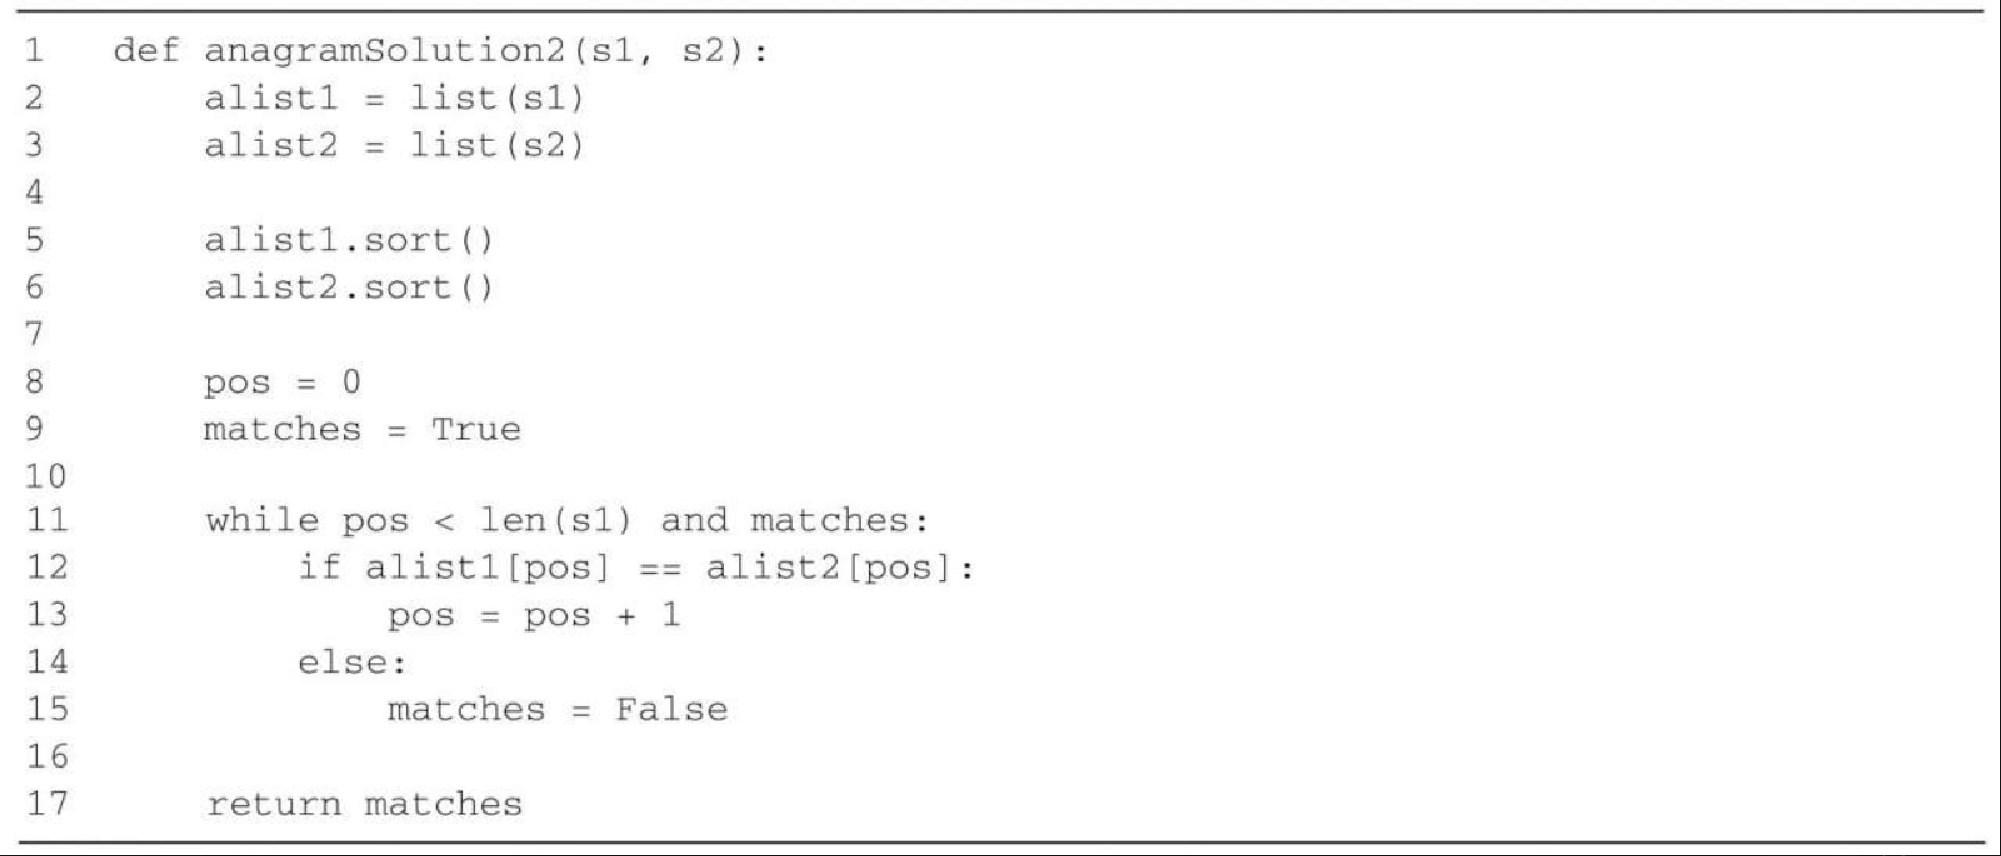 1 def anagramSolution2(s1, s2):
2     alist1 = list(s1)
3     alist2 = list(s2)
4
5     alist1.sort()
6     alist2.sort()
7
8     pos = 0
9     matches = True
10
11     while pos < len(s1) and matches:
12         if alist1[pos] == alist2[pos]:
13             pos = pos + 1
14         else:
15             matches = False
16
17     return matches